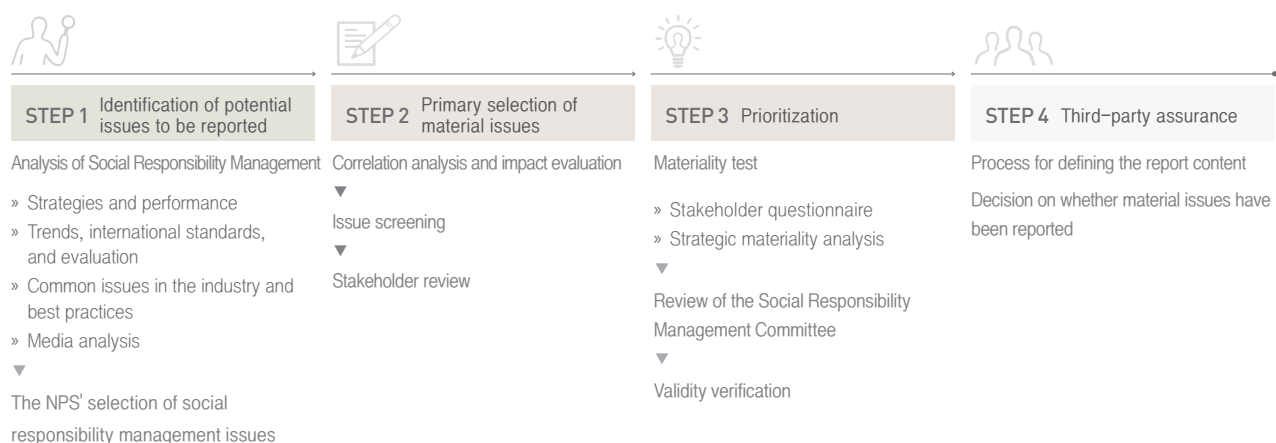 STEP 1 Identification of potential
issues to be reported
Analysis of Social Responsibility Management
» Strategies and performance
» Trends, international standards,
and evaluation
» Common issues in the industry and
best practices
» Media analysis
▼
The NPS' selection of social
responsibility management issues
STEP 2 Primary selection of
material issues
Correlation analysis and impact evaluation
▼
Issue screening
▼
Stakeholder review
STEP 3 Prioritization
Materiality test
» Stakeholder questionnaire
» Strategic materiality analysis
▼
Review of the Social Responsibility
Management Committee
▼
Validity verification
STEP 4 Third-party assurance
Process for defining the report content
Decision on whether material issues have
been reported